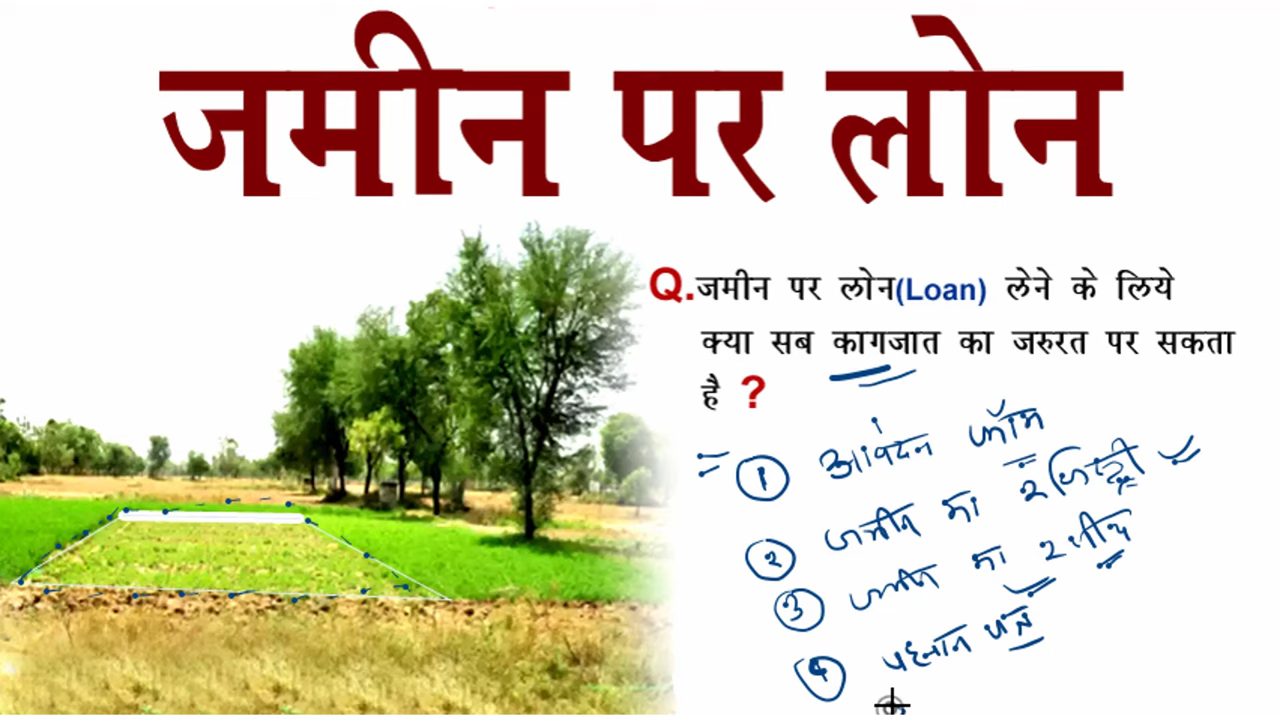 जमीन पर लोन
Q.जमीन पर लोन(Loan) लेने के लिये
क्या सब कागजात का जरुरत पर सकता
है ?
① आवेदन फॉम
② जमीन का रजिस्ट्री
③ जमीन का रशीद
④ पहचान पत्र